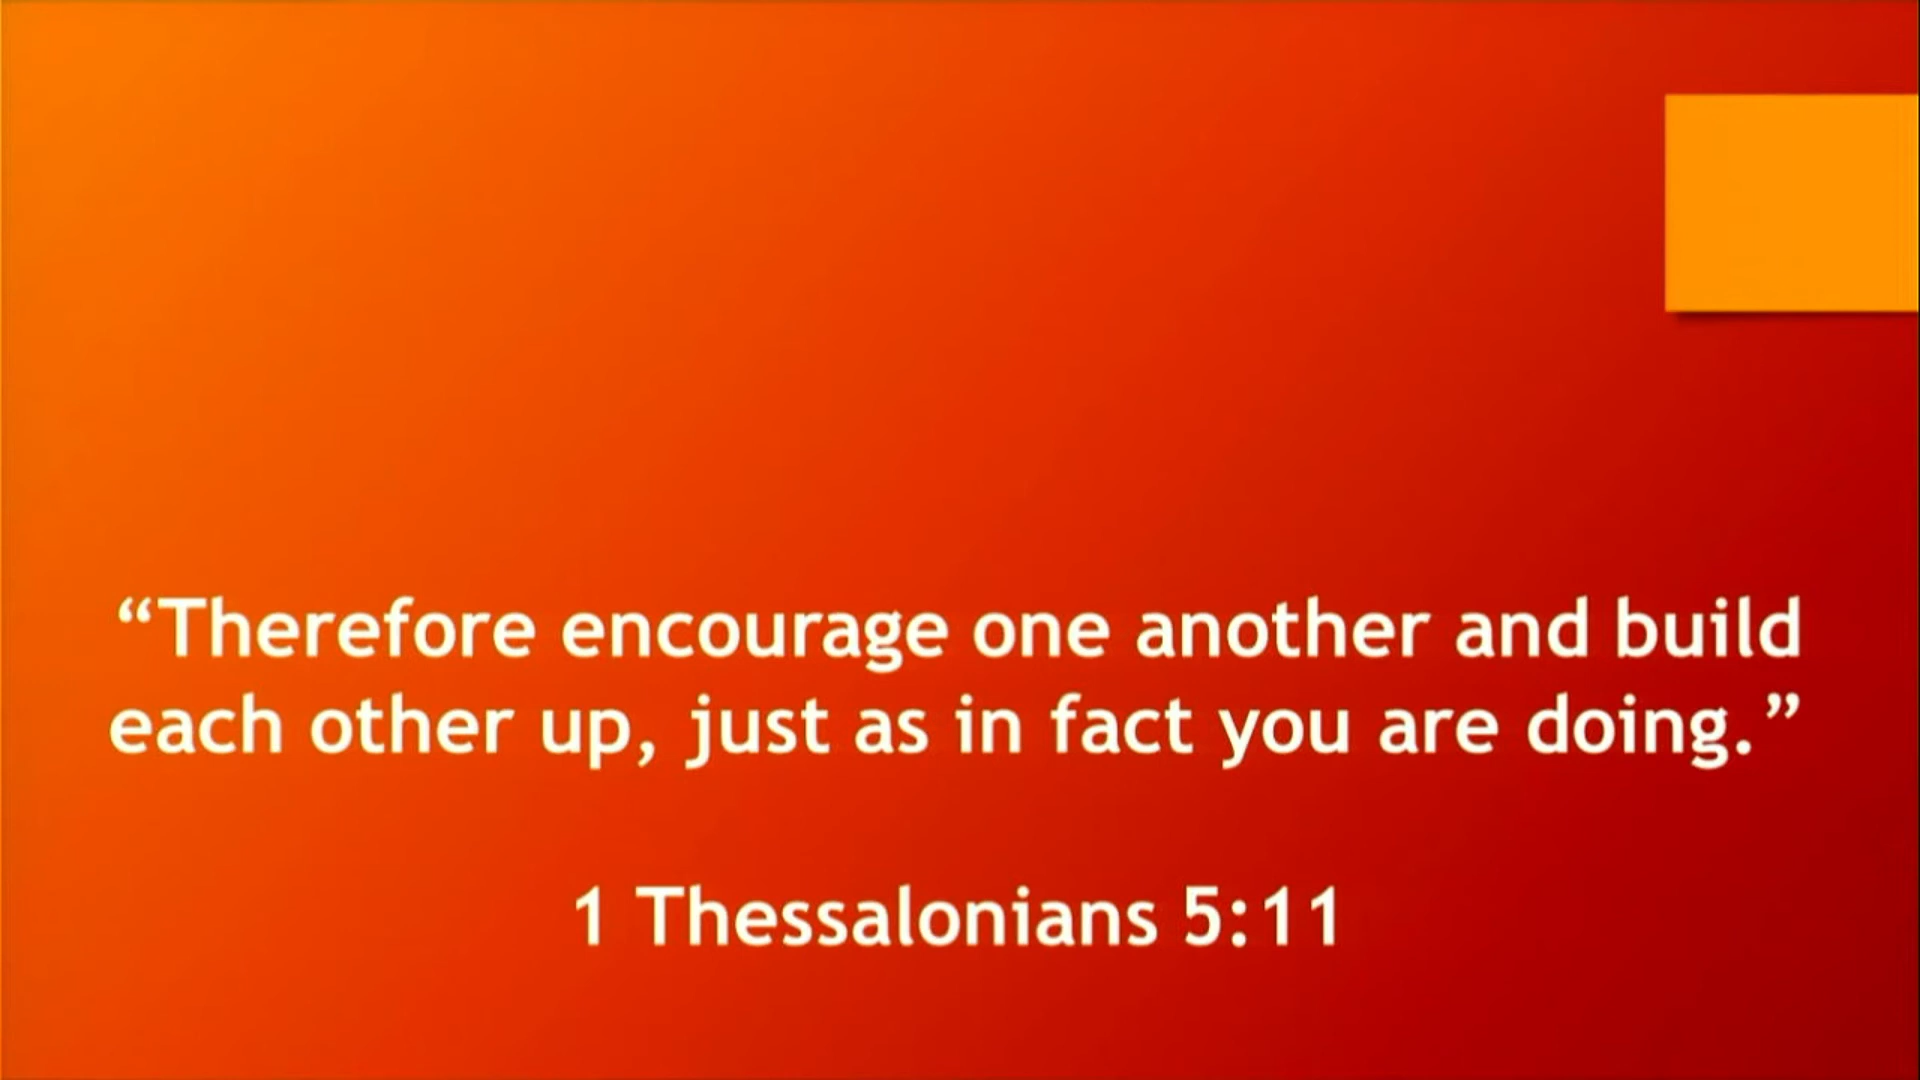 “Therefore encourage one another and build
each other up, just as in fact you are doing.”
1 Thessalonians 5:11